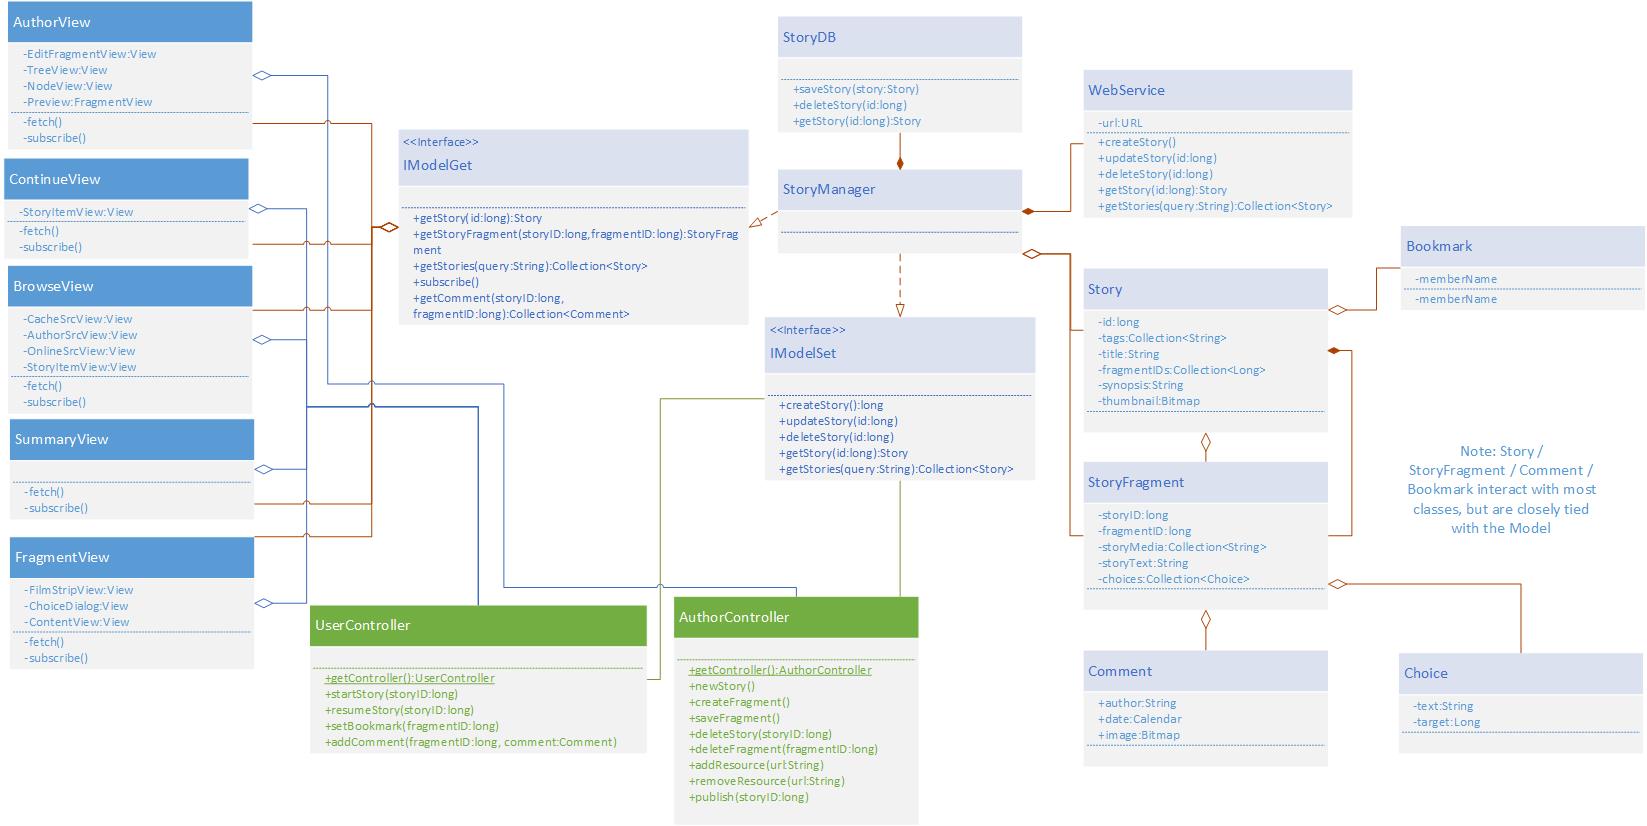 AuthorView
-EditFragmentView:View
-TreeView:View
-NodeView:View
-Preview:FragmentView
-fetch()
-subscribe()
ContinueView
-StoryItemView:View
-fetch()
-subscribe()
BrowseView
-CacheSrcView:View
-AuthorSrcView:View
-OnlineSrcView:View
-StoryItemView:View
-fetch()
-subscribe()
SummaryView
-fetch()
-subscribe()
FragmentView
-FilmStripView:View
-ChoiceDialog:View
-ContentView:View
-fetch()
-subscribe()
<<Interface>>
IModelGet
+getStory(id:long):Story
+getStoryFragment(storyID:long,fragmentID:long):StoryFrag
ment
+getStories(query:String):Collection<Story>
+subscribe()
+getComment(storyID:long,
fragmentID:long):Collection<Comment>
UserController
+getController():UserController
+startStory(storyID:long)
+resumeStory(storyID:long)
+setBookmark(fragmentID:long)
+addComment(fragmentID:long, comment:Comment)
StoryDB
+saveStory(story:Story)
+deleteStory(id:long)
+getStory(id:long):Story
StoryManager
<<Interface>>
IModelSet
+createStory():long
+updateStory(id:long)
+deleteStory(id:long)
+getStory(id:long):Story
+getStories(query:String):Collection<Story>
AuthorController
+getController():AuthorController
+newStory()
+createFragment()
+saveFragment()
+deleteStory(storyID:long)
+deleteFragment(fragmentID:long)
+addResource(url:String)
+removeResource(url:String)
+publish(storyID:long)
WebService
-url:URL
+createStory()
+updateStory(id:long)
+deleteStory(id:long)
+getStory(id:long):Story
+getStories(query:String):Collection<Story>
Story
-id:long
-tags:Collection<String>
-title:String
-fragmentIDs:Collection<Long>
-synopsis:String
-thumbnail:Bitmap
StoryFragment
-storyID:long
-fragmentID:long
-storyMedia:Collection<String>
-storyText:String
-choices:Collection<Choice>
Comment
+author:String
+date:Calendar
+image:Bitmap
Bookmark
-memberName
-memberName
Note: Story /
StoryFragment / Comment /
Bookmark interact with most
classes, but are closely tied
with the Model
Choice
-text:String
-target:Long